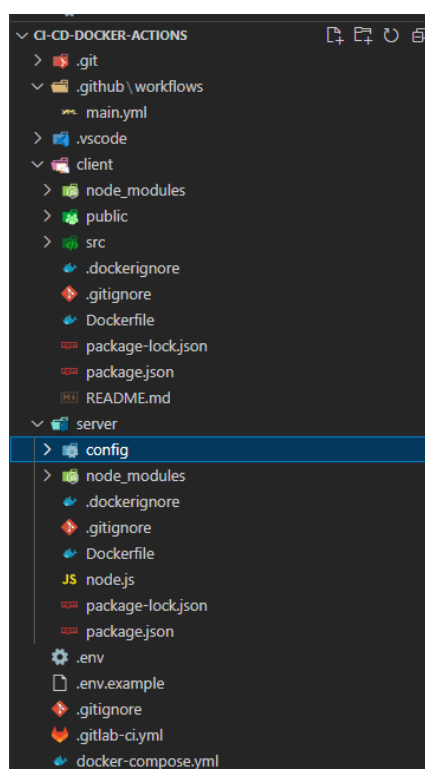 CI-CD-DOCKER-ACTIONS
.git
.github\workflows
main.yml
.vscode
client
node_modules
public
src
.dockerignore
.gitignore
Dockerfile
package-lock.json
package.json
README.md
server
config
node_modules
.dockerignore
.gitignore
Dockerfile
JS node.js
package-lock.json
package.json
.env
.env.example
.gitignore
.gitlab-ci.yml
docker-compose.yml